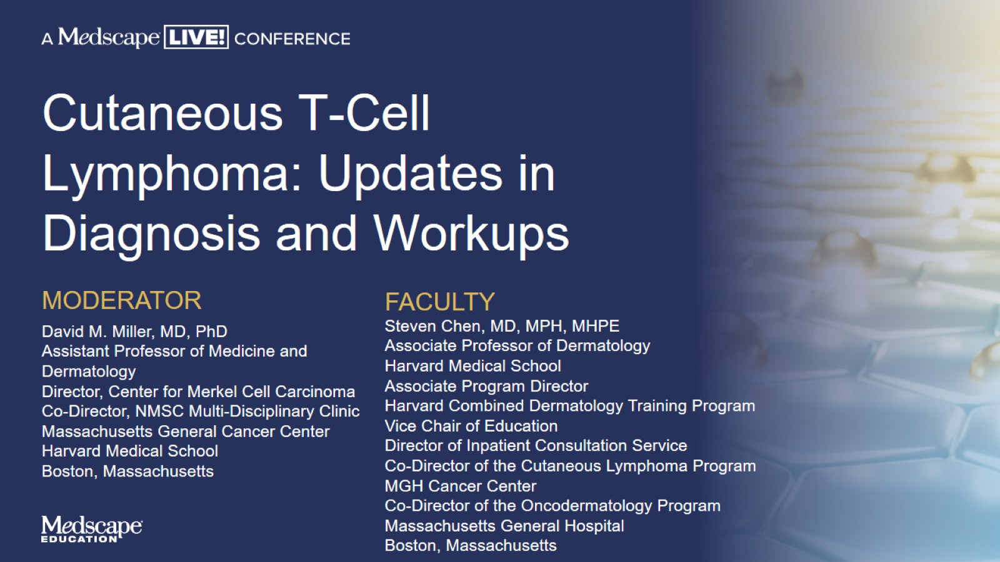 A Medscape LIVE! CONFERENCE
Cutaneous T-Cell
Lymphoma: Updates in
Diagnosis and Workups
MODERATOR
David M. Miller, MD, PhD
Assistant Professor of Medicine and
Dermatology
Director, Center for Merkel Cell Carcinoma
Co-Director, NMSC Multi-Disciplinary Clinic
Massachusetts General Cancer Center
Harvard Medical School
Boston, Massachusetts
FACULTY
Steven Chen, MD, MPH, MHPE
Associate Professor of Dermatology
Harvard Medical School
Associate Program Director
Harvard Combined Dermatology Training Program
Vice Chair of Education
Director of Inpatient Consultation Service
Co-Director of the Cutaneous Lymphoma Program
MGH Cancer Center
Co-Director of the Oncodermatology Program
Massachusetts General Hospital
Boston, Massachusetts
Medscape
EDUCATION